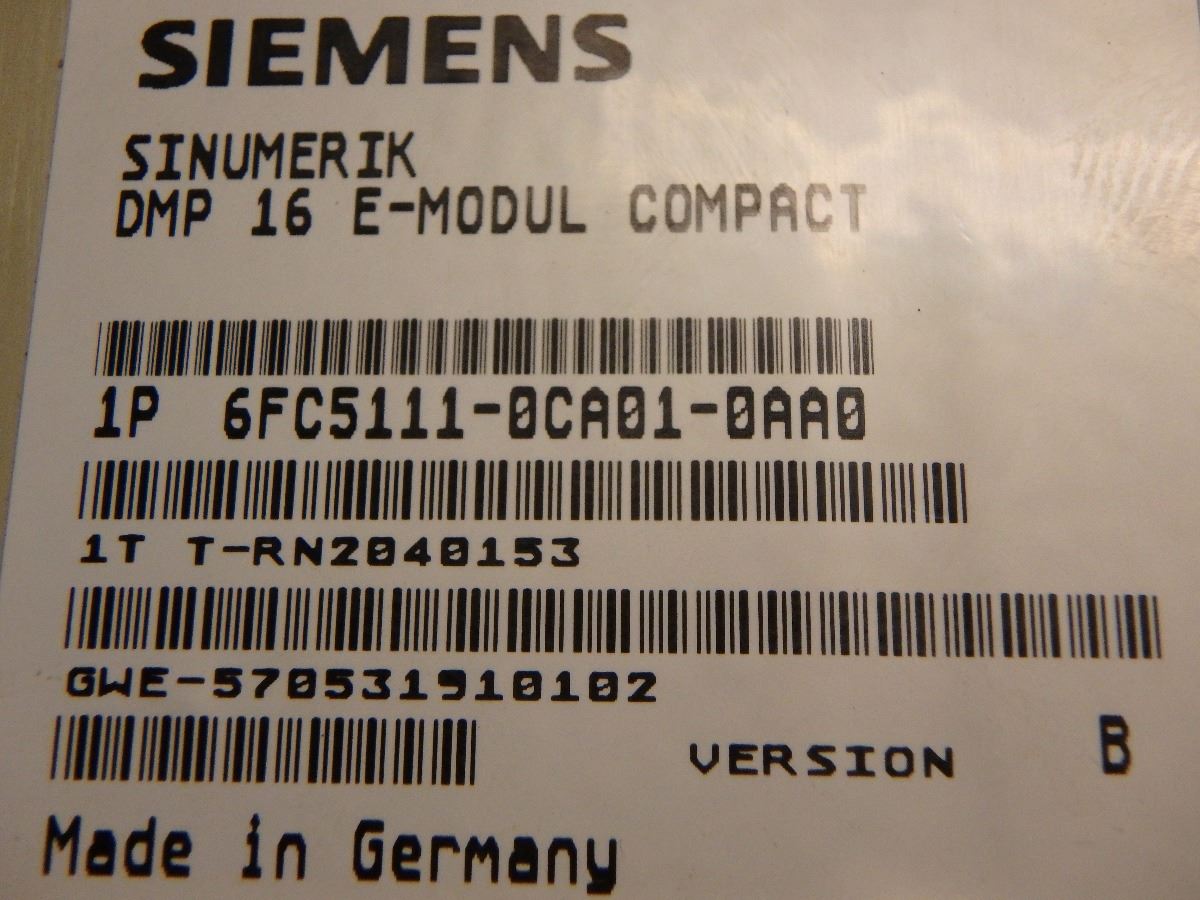 SIEMENS
SINUMERIK
DMP 16 E-MODUL COMPACT
1P 6FC5111-0CA01-0AA0
1T T-RN2040153
GWE-570531910102
VERSION B
Made in Germany